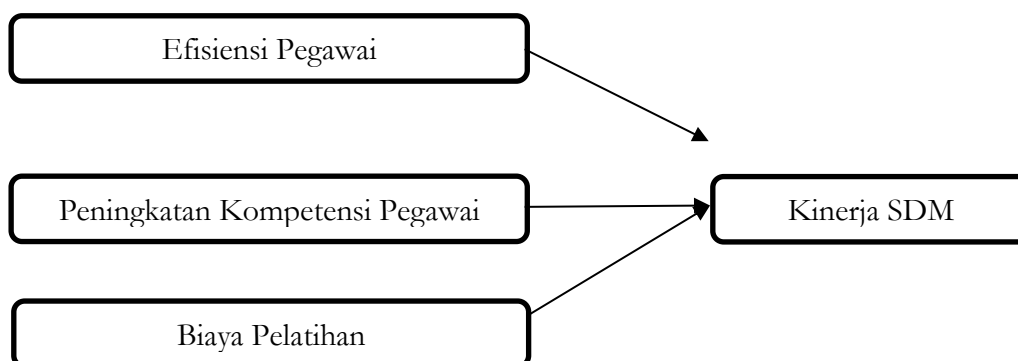 Efisiensi Pegawai
Peningkatan Kompetensi Pegawai
Kinerja SDM
Biaya Pelatihan